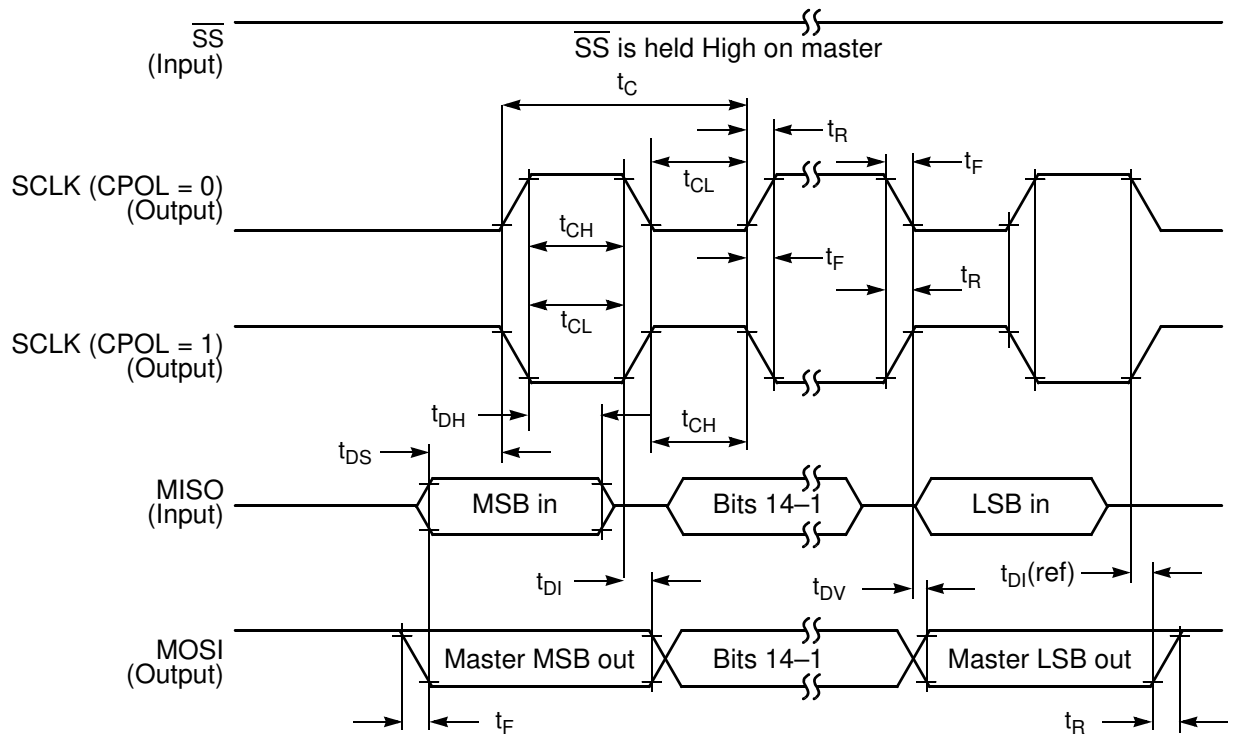 SS
(Input)
SS is held High on master
tC
tR
tF
SCLK (CPOL = 0)
(Output)
tCL
tCH
tF
tR
tCL
SCLK (CPOL = 1)
(Output)
tDH
tCH
tDS
MISO
(Input)
MSB in
Bits 14–1
LSB in
tDI
tDV
tDI(ref)
MOSI
(Output)
Master MSB out
Bits 14–1
Master LSB out
tF
tR